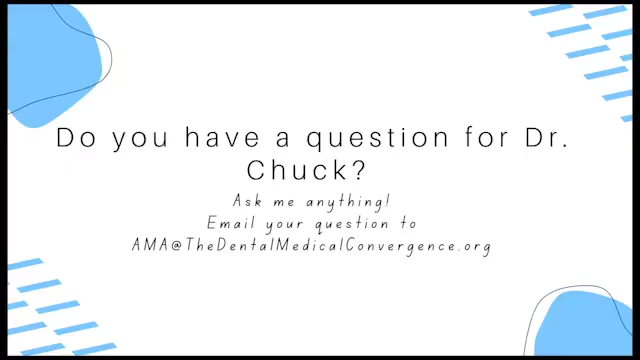 Do you have a question for Dr.
Chuck?
Ask me anything!
Email your question to
AMA@TheDentalMedicalConvergence.org